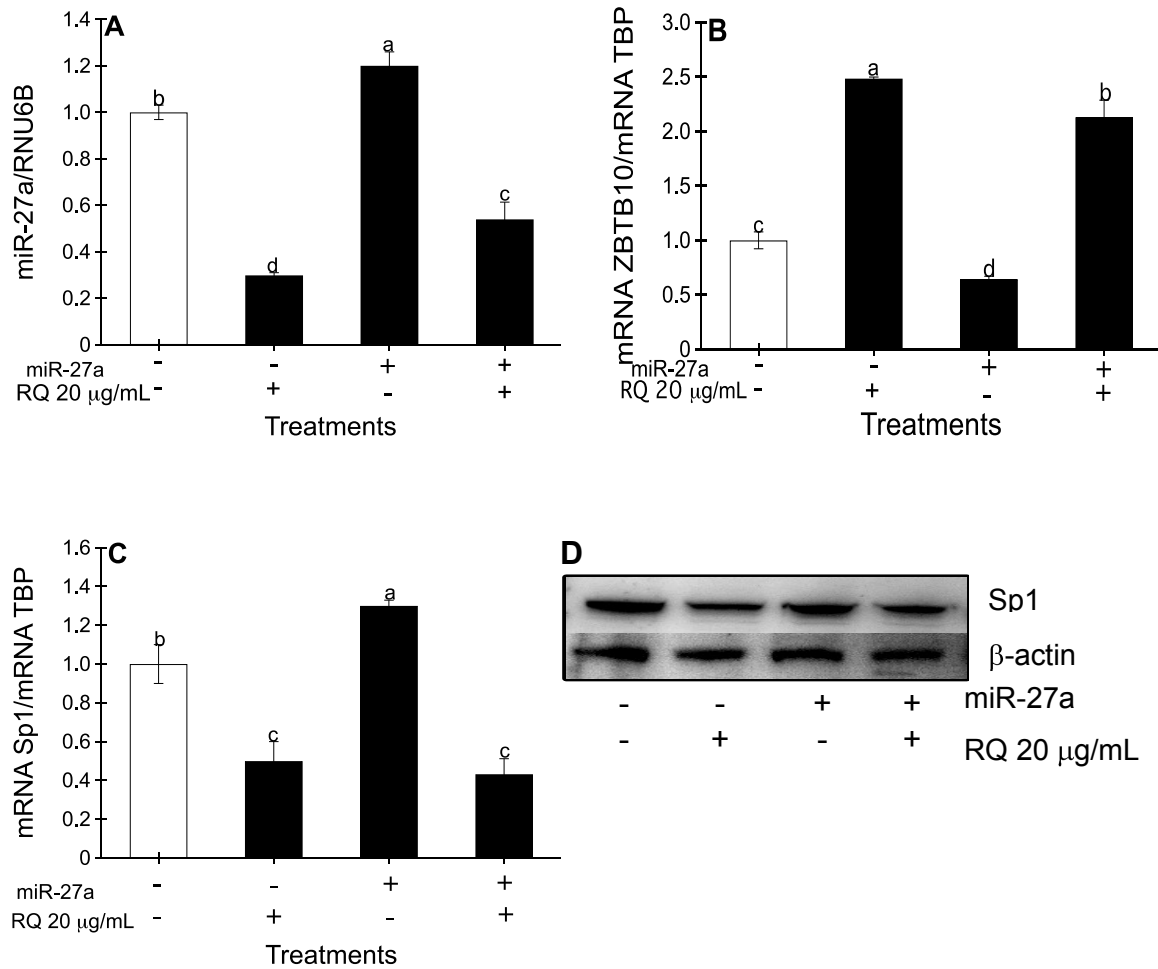 A
miR-27a/RNU6B
1.4
1.2
1.0
0.8
0.6
0.4
0.2
0
b
d
a
c
miR-27a - - + +
RQ 20 μg/mL - + - +
Treatments
B
mRNA ZBTB10/mRNA TBP
3.0
2.5
2.0
1.5
1.0
0.5
0
c
a
d
b
miR-27a - - + +
RQ 20 μg/mL - + - +
Treatments
C
mRNA Sp1/mRNA TBP
1.6
1.4
1.2
1.0
0.8
0.6
0.4
0.2
0
b
c
a
c
miR-27a - - + +
RQ 20 μg/mL - + - +
Treatments
D
Sp1
β-actin
- - + + miR-27a
- + - + RQ 20 μg/mL